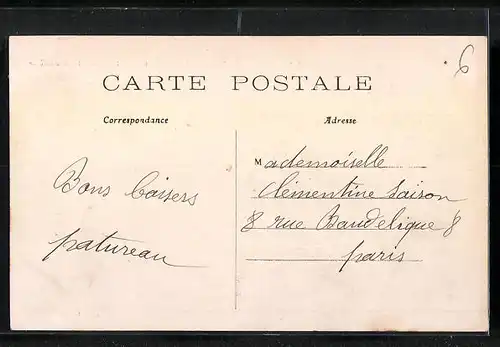 6
CARTE POSTALE
Correspondance
Adresse
Bons baisers
patureau
Mademoiselle
Clémentine Saison
8 rue Baudelique 8
paris